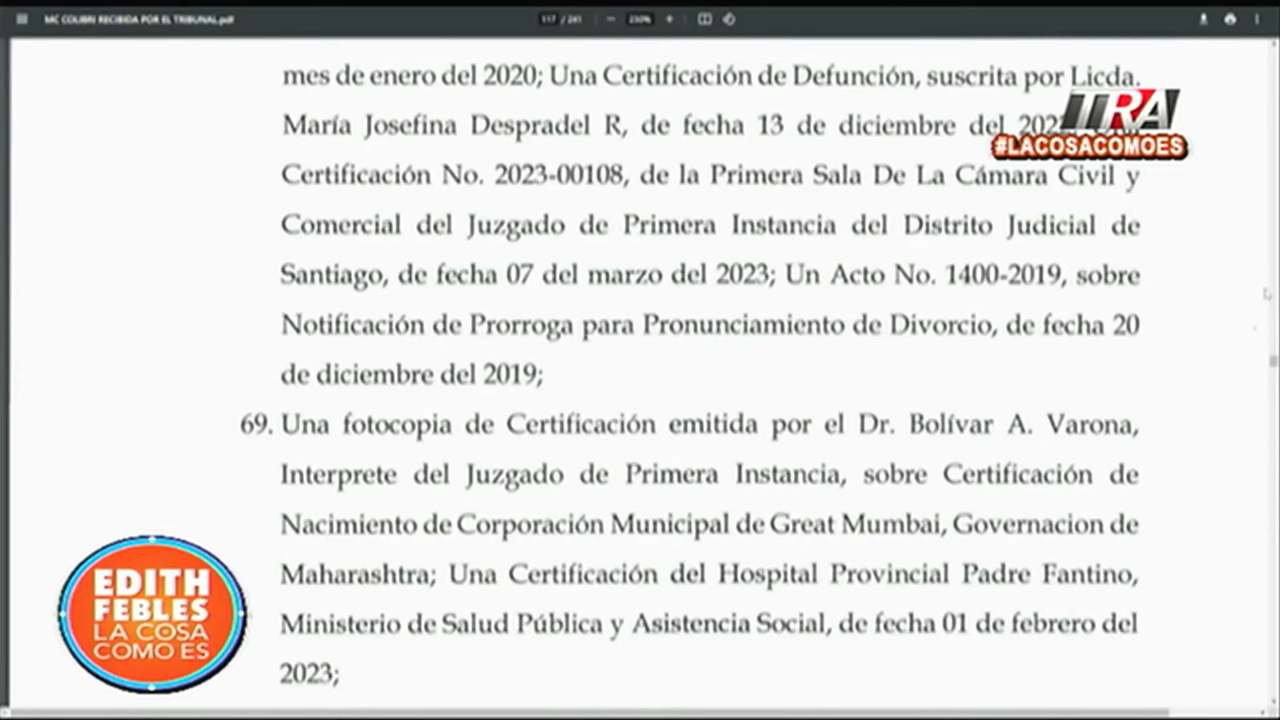 MC COLIBRI RECIBIDA POR EL TRIBUNAL.pdf
117 / 241
230%
mes de enero del 2020; Una Certificación de Defunción, suscrita por Licda.
María Josefina Despradel R, de fecha 13 de diciembre del
Certificación No. 2023-00108, de la Primera Sala De La Cámara Civil y
Comercial del Juzgado de Primera Instancia del Distrito Judicial de
Santiago, de fecha 07 del marzo del 2023; Un Acto No. 1400-2019, sobre
Notificación de Prorroga para Pronunciamiento de Divorcio, de fecha 20
de diciembre del 2019;
69. Una fotocopia de Certificación emitida por el Dr. Bolívar A. Varona,
Interprete del Juzgado de Primera Instancia, sobre Certificación de
Nacimiento de Corporación Municipal de Great Mumbai, Governacion de
Maharashtra; Una Certificación del Hospital Provincial Padre Fantino,
Ministerio de Salud Pública y Asistencia Social, de fecha 01 de febrero del
2023;
TRA
#LACOSACOMOES
EDITH
FEBLES
LA COSA
COMO ES